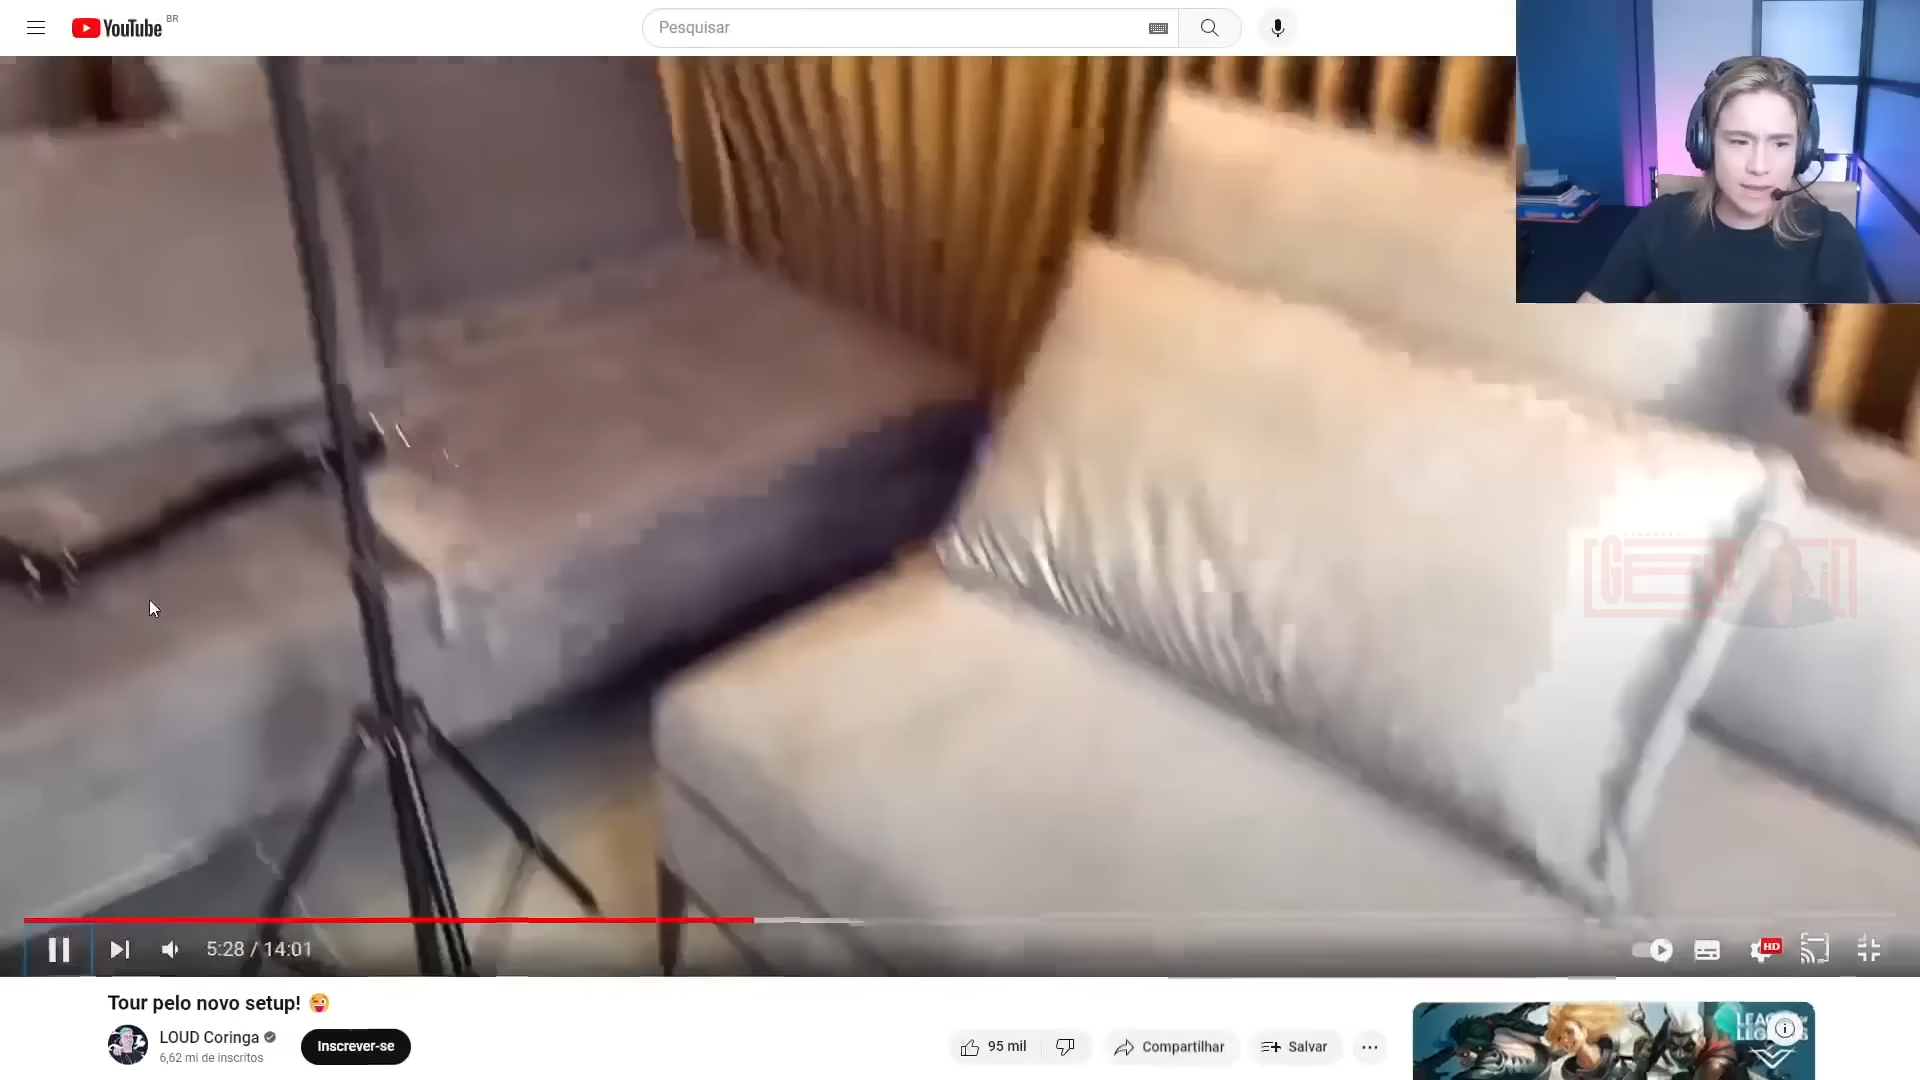 YouTube BR
Pesquisar
5:28 / 14:01
HD
Tour pelo novo setup! 😜
LOUD Coringa
6,62 mi de inscritos
Inscrever-se
95 mil
Compartilhar
Salvar